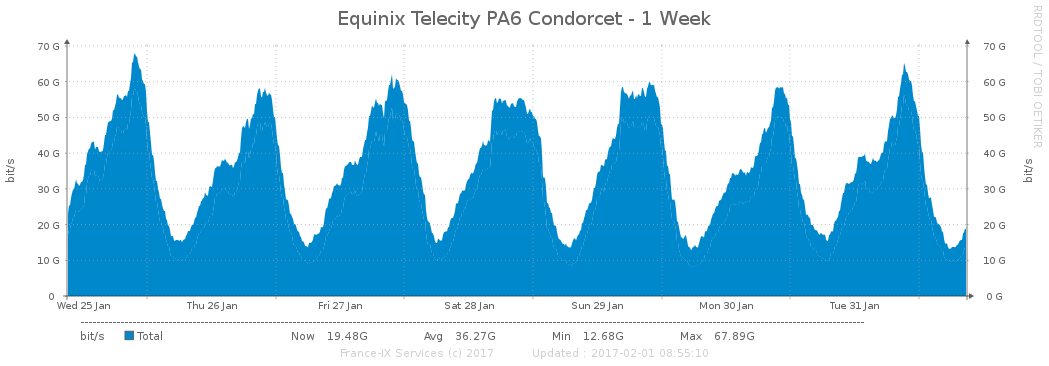 Equinix Telecity PA6 Condorcet - 1 Week
RRDTOOL / TOBI OETIKER
bit/s
bit/s
70 G 70 G
60 G 60 G
50 G 50 G
40 G 40 G
30 G 30 G
20 G 20 G
10 G 10 G
0 0 G
Wed 25 Jan Thu 26 Jan Fri 27 Jan Sat 28 Jan Sun 29 Jan Mon 30 Jan Tue 31 Jan
bit/s Total Now 19.48G Avg 36.27G Min 12.68G Max 67.89G
France-IX Services (c) 2017 Updated : 2017-02-01 08:55:10